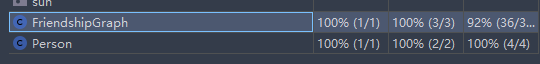 sun
C FriendshipGraph 100% (1/1) 100% (3/3) 92% (36/3...
C Person 100% (1/1) 100% (2/2) 100% (4/4)